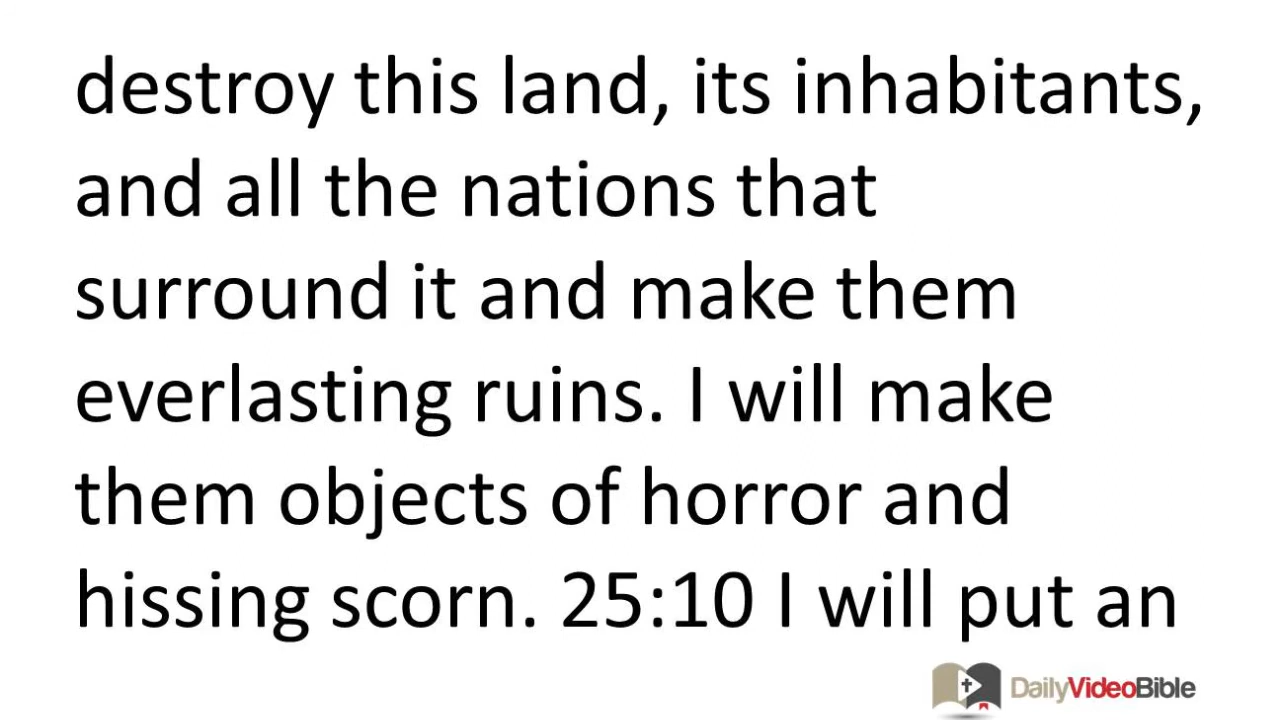 destroy this land, its inhabitants,
and all the nations that
surround it and make them
everlasting ruins. I will make
them objects of horror and
hissing scorn. 25:10 I will put an
DailyVideoBible